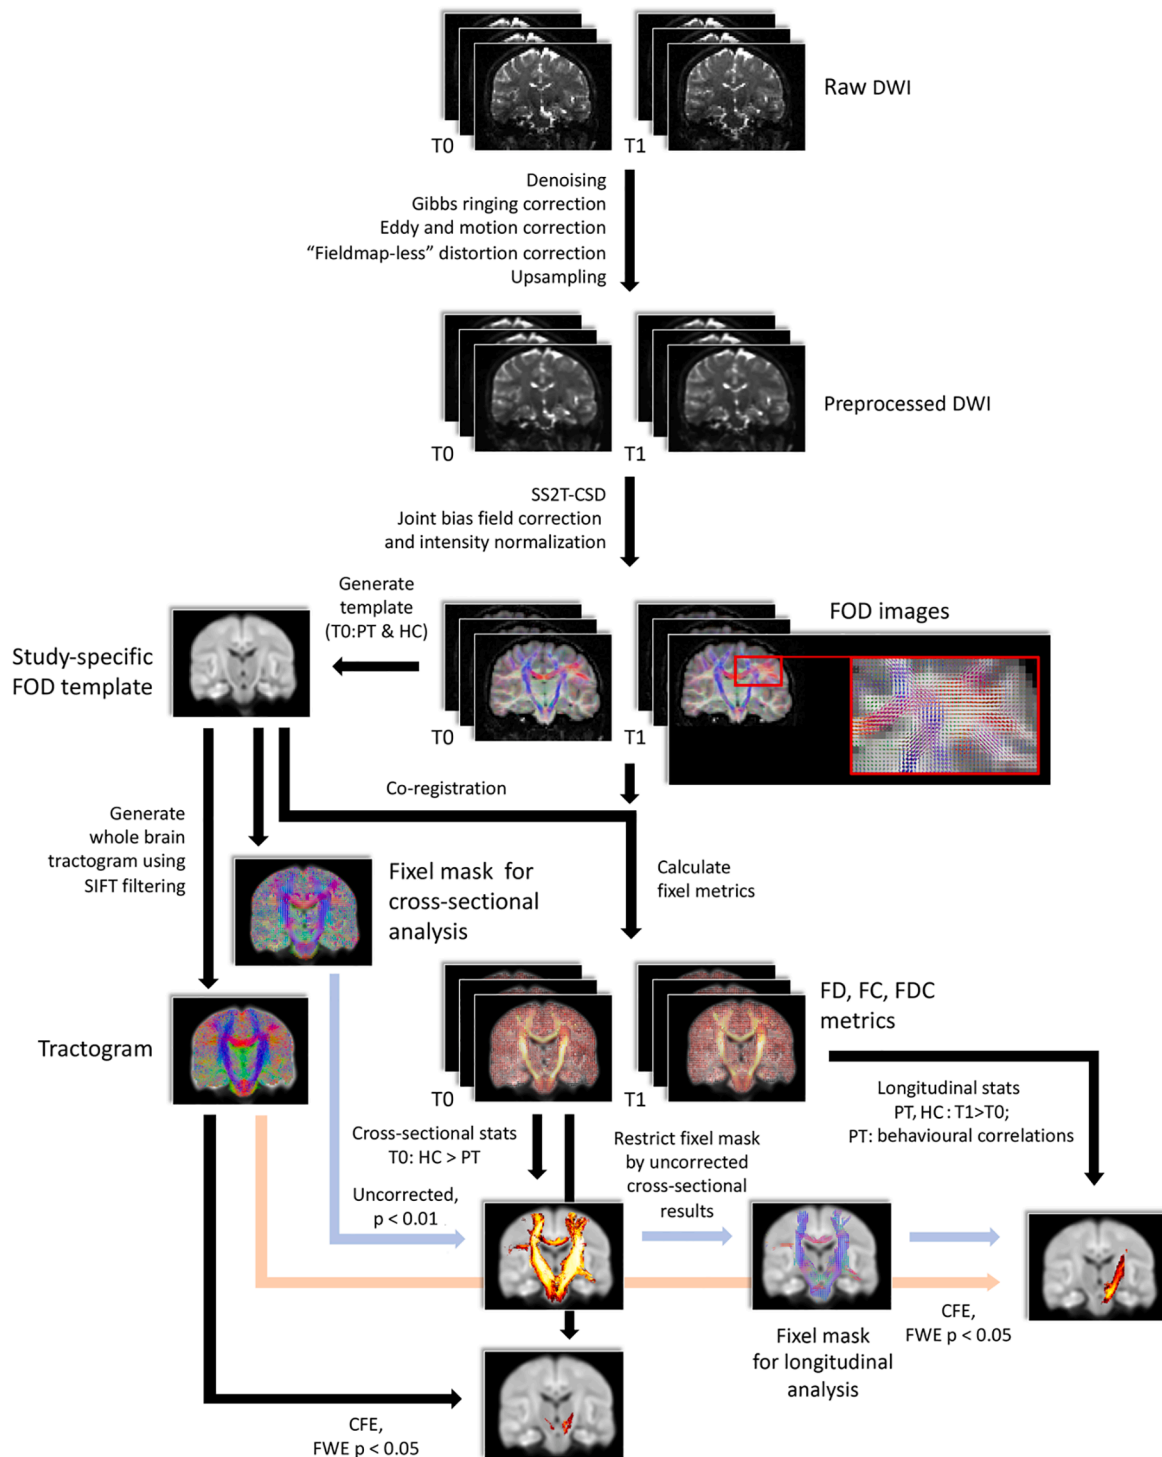 Raw DWI
T0
T1
Denoising
Gibbs ringing correction
Eddy and motion correction
“Fieldmap-less” distortion correction
Upsampling
Preprocessed DWI
T0
T1
SS2T-CSD
Joint bias field correction
and intensity normalization
Generate
template
(T0:PT & HC)
FOD images
Study-specific
FOD template
T0
T1
Co-registration
Generate
whole brain
tractogram using
SIFT filtering
Fixel mask for
cross-sectional
analysis
Calculate
fixel metrics
FD, FC, FDC
metrics
Tractogram
T0
T1
Longitudinal stats
PT, HC : T1>T0;
PT: behavioural correlations
Cross-sectional stats
T0: HC > PT
Restrict fixel mask
by uncorrected
cross-sectional
results
Uncorrected,
p < 0.01
CFE,
FWE p < 0.05
Fixel mask
for longitudinal
analysis
CFE,
FWE p < 0.05